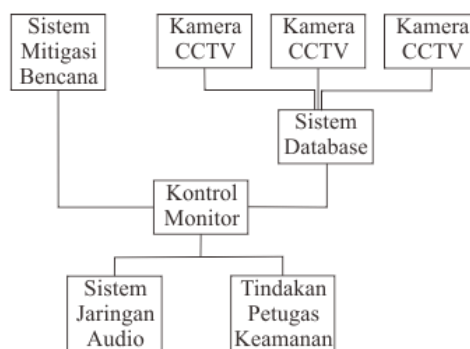 Sistem
Mitigasi
Bencana
Kamera
CCTV
Kamera
CCTV
Kamera
CCTV
Sistem
Database
Kontrol
Monitor
Sistem
Jaringan
Audio
Tindakan
Petugas
Keamanan